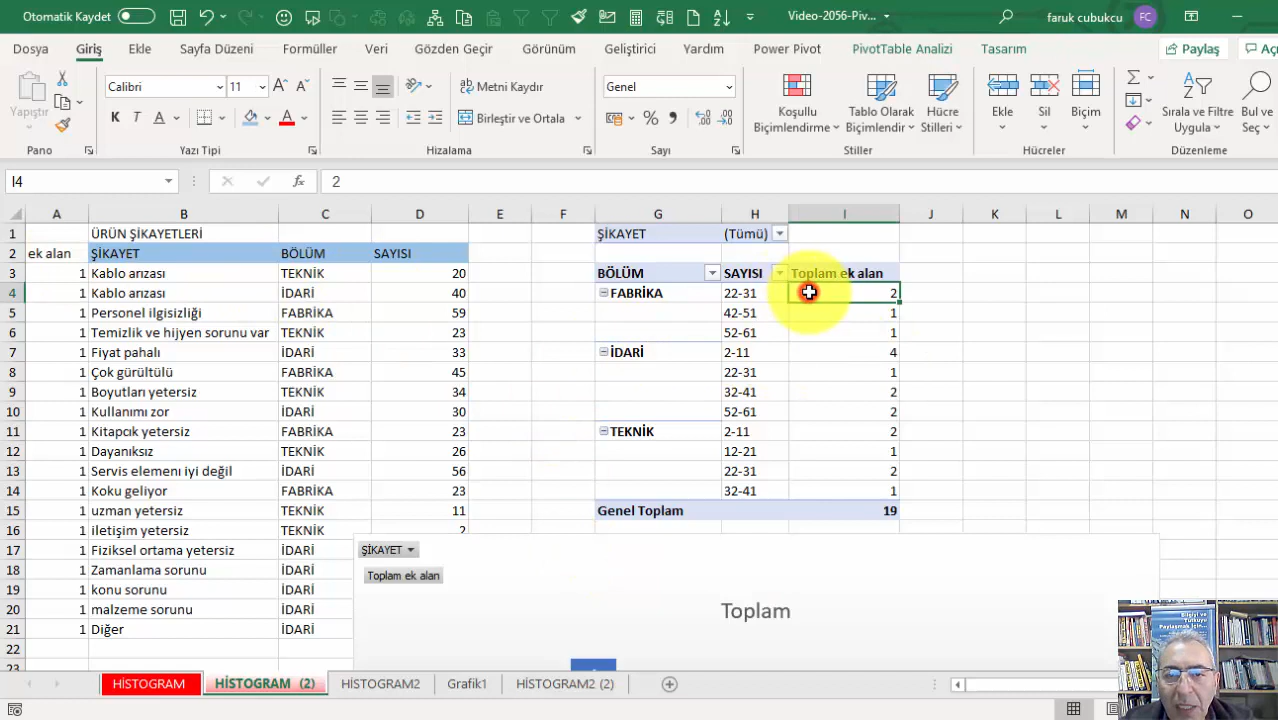 Otomatik Kaydet
Video-2056-Piv...
faruk cubukcu
FC
Dosya Giriş Ekle Sayfa Düzeni Formüller Veri Gözden Geçir Görünüm Geliştirici Yardım Power Pivot PivotTable Analizi Tasarım Paylaş
Yapıştır
Calibri 11
K T A
Metni Kaydır
Birleştir ve Ortala
Genel
Koşullu Biçimlendirme
Tablo Olarak Biçimlendir
Hücre Stilleri
Ekle Sil Biçim
Sırala ve Filtre Uygula
Bul ve Seç
Pano Yazı Tipi Hizalama Sayı Stiller Hücreler Düzenleme
I4 fx 2
A B C D E F G H I J K L M N O
1 ÜRÜN ŞİKAYETLERİ ŞİKAYET (Tümü)
2 ek alan ŞİKAYET BÖLÜM SAYISI
3 1 Kablo arızası TEKNİK 20 BÖLÜM SAYISI Toplam ek alan
4 1 Kablo arızası İDARİ 40 FABRİKA 22-31 2
5 1 Personel ilgisizliği FABRİKA 59 42-51 1
6 1 Temizlik ve hijyen sorunu var TEKNİK 23 52-61 1
7 1 Fiyat pahalı İDARİ 33 İDARİ 2-11 4
8 1 Çok gürültülü FABRİKA 45 22-31 1
9 1 Boyutları yetersiz TEKNİK 34 32-41 2
10 1 Kullanımı zor İDARİ 30 52-61 2
11 1 Kitapcık yetersiz FABRİKA 23 TEKNİK 2-11 2
12 1 Dayanıksız TEKNİK 26 12-21 1
13 1 Servis elemenı iyi değil İDARİ 56 22-31 2
14 1 Koku geliyor FABRİKA 23 32-41 1
15 1 uzman yetersiz TEKNİK 11 Genel Toplam 19
16 1 iletişim yetersiz TEKNİK 2
17 1 Fiziksel ortama yetersiz İDARİ ŞİKAYET
18 1 Zamanlama sorunu İDARİ Toplam ek alan
19 1 konu sorunu İDARİ
20 1 malzeme sorunu İDARİ Toplam
21 1 Diğer İDARİ
22
23
HİSTOGRAM HİSTOGRAM (2) HİSTOGRAM2 Grafik1 HİSTOGRAM2 (2)